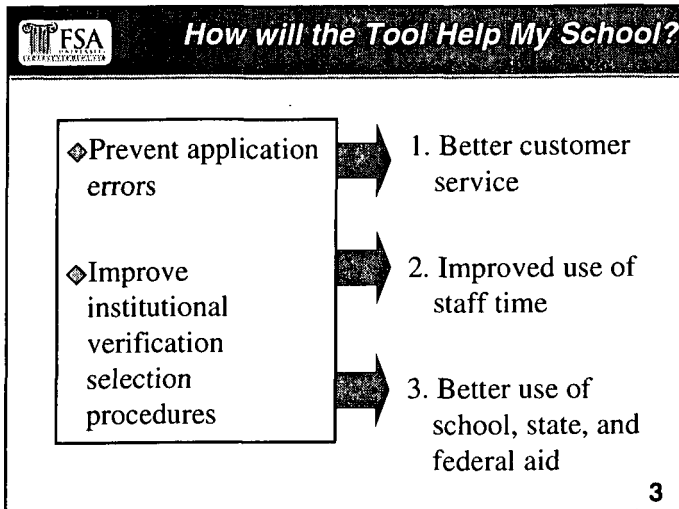 FSA
UNIVERSITY
How will the Tool Help My School?
◈Prevent application
errors
◈Improve
institutional
verification
selection
procedures
1. Better customer
service
2. Improved use of
staff time
3. Better use of
school, state, and
federal aid
3